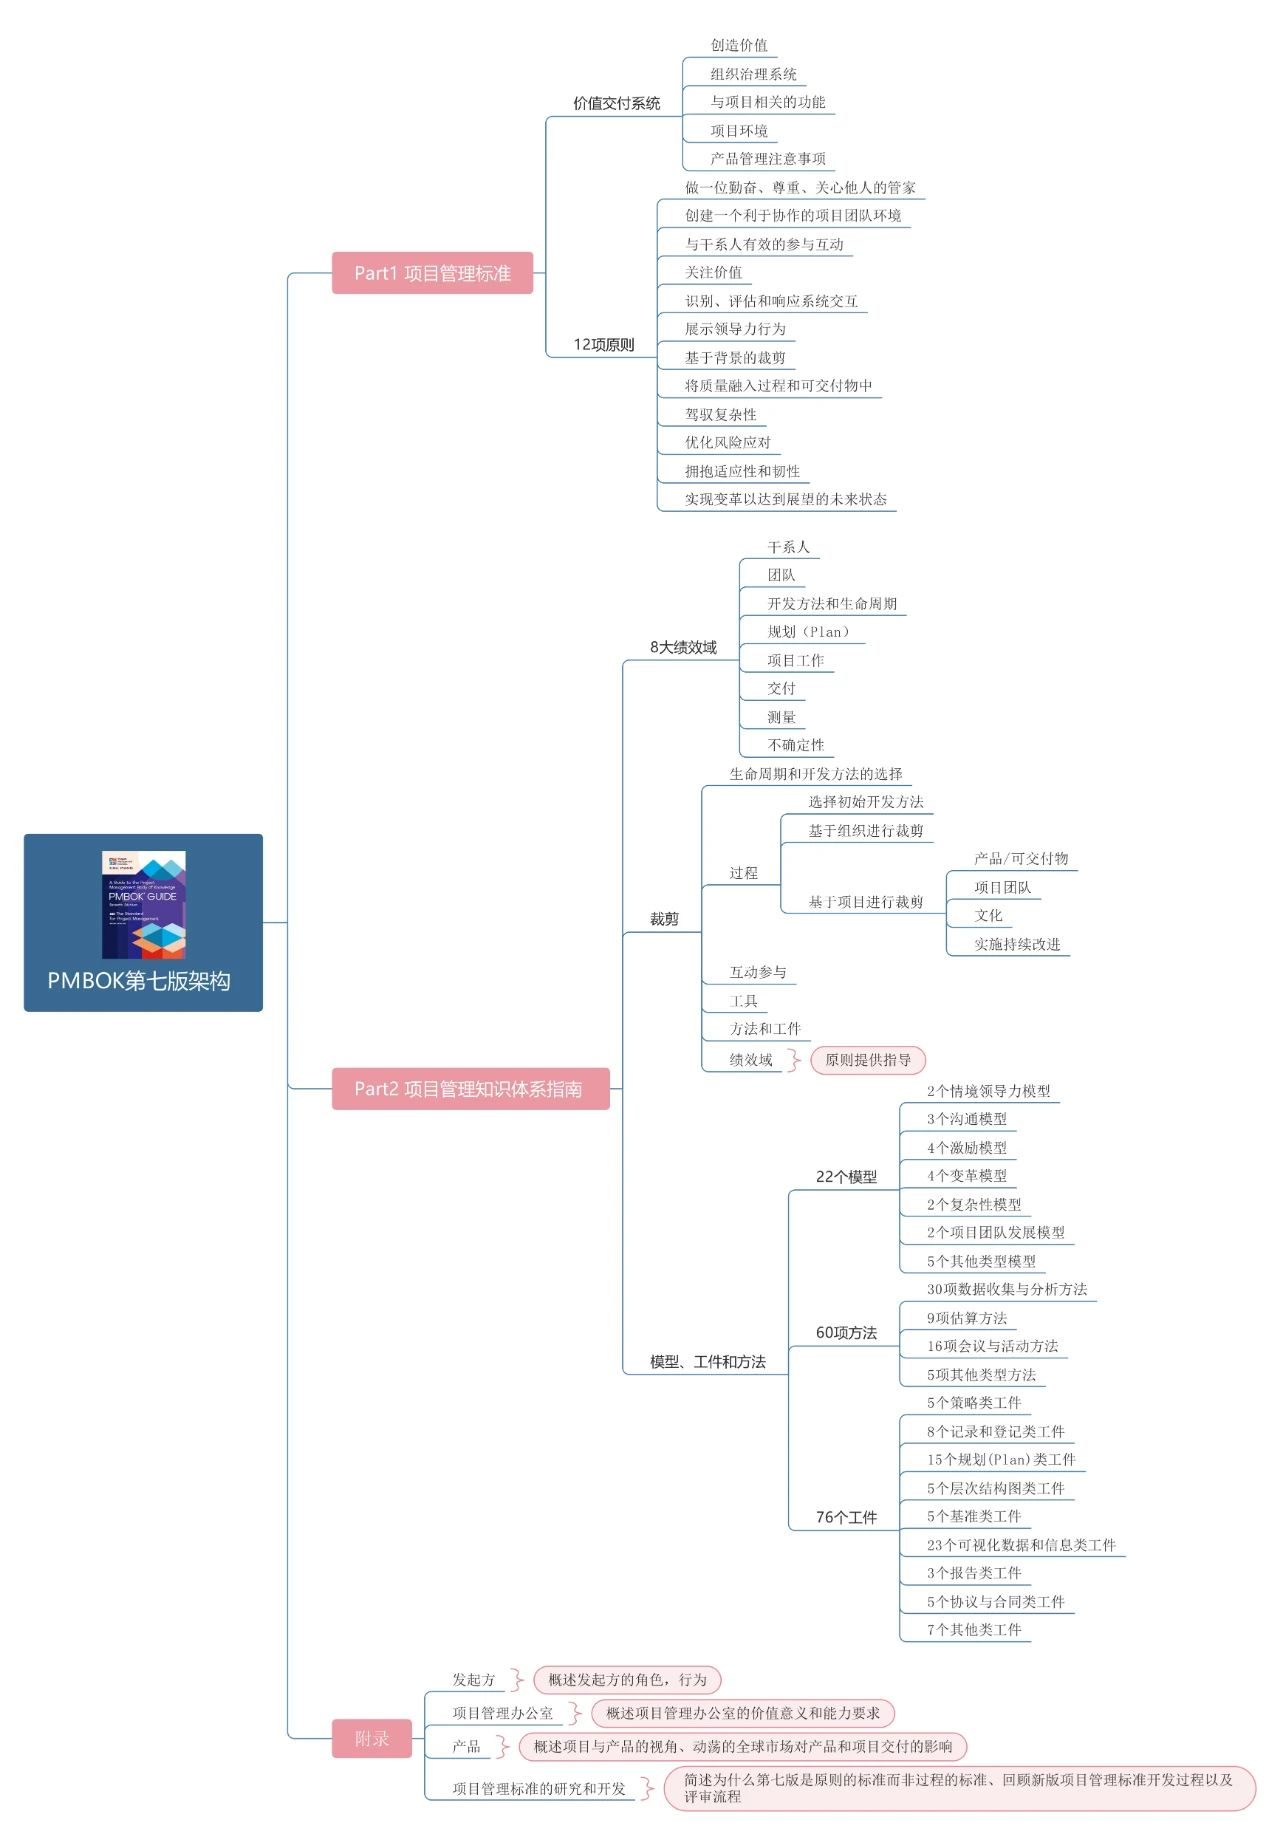 创造价值
组织治理系统
价值交付系统
与项目相关的功能
项目环境
产品管理注意事项
做一位勤奋、尊重、关心他人的管家
创建一个利于协作的项目团队环境
与干系人有效的参与互动
Part1 项目管理标准
关注价值
识别、评估和响应系统交互
展示领导力行为
12项原则
基于背景的裁剪
将质量融入过程和可交付物中
驾驭复杂性
优化风险应对
拥抱适应性和韧性
实现变革以达到展望的未来状态
干系人
团队
开发方法和生命周期
规划（Plan）
8大绩效域
项目工作
交付
测量
不确定性
生命周期和开发方法的选择
选择初始开发方法
基于组织进行裁剪
过程
基于项目进行裁剪
产品/可交付物
项目团队
文化
实施持续改进
裁剪
互动参与
工具
方法和工件
绩效域
原则提供指导
A Guide to the Project
Management Body of Knowledge
PMBOK GUIDE
Seventh Edition
The Standard
for Project Management
PMBOK第七版架构
Part2 项目管理知识体系指南
2个情境领导力模型
3个沟通模型
4个激励模型
22个模型
4个变革模型
2个复杂性模型
2个项目团队发展模型
5个其他类型模型
30项数据收集与分析方法
9项估算方法
60项方法
16项会议与活动方法
5项其他类型方法
模型、工件和方法
5个策略类工件
8个记录和登记类工件
15个规划(Plan)类工件
5个层次结构图类工件
76个工件
5个基准类工件
23个可视化数据和信息类工件
3个报告类工件
5个协议与合同类工件
7个其他类工件
发起方
概述发起方的角色，行为
项目管理办公室
概述项目管理办公室的价值意义和能力要求
附录
产品
概述项目与产品的视角、动荡的全球市场对产品和项目交付的影响
项目管理标准的研究和开发
简述为什么第七版是原则的标准而非过程的标准、回顾新版项目管理标准开发过程以及
评审流程